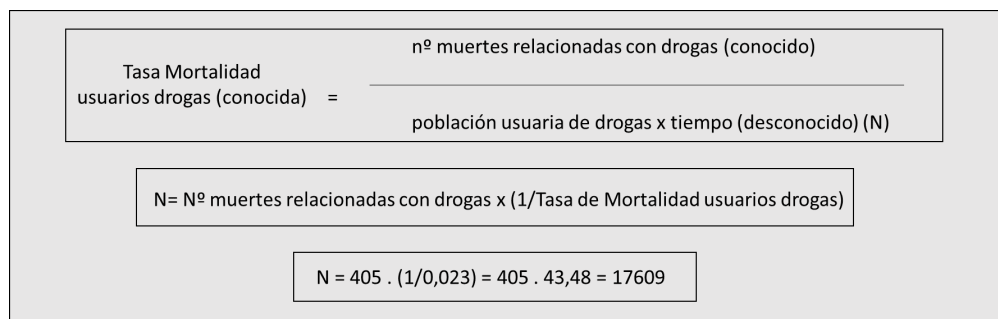 nº muertes relacionadas con drogas (conocido)
Tasa Mortalidad
usuarios drogas (conocida) =
población usuaria de drogas x tiempo (desconocido) (N)
N= Nº muertes relacionadas con drogas x (1/Tasa de Mortalidad usuarios drogas)
N = 405 . (1/0,023) = 405 . 43,48 = 17609